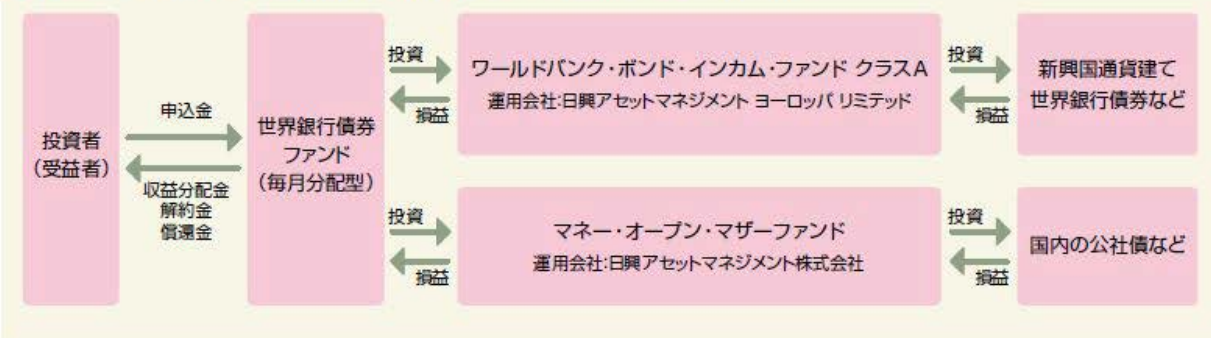 投資者
(受益者)
申込金
収益分配金
解約金
償還金
世界銀行債券
ファンド
(毎月分配型)
投資
損益
ワールドバンク・ボンド・インカム・ファンド クラスA
運用会社:日興アセットマネジメント ヨーロッパ リミテッド
投資
損益
新興国通貨建て
世界銀行債券など
投資
損益
マネー・オープン・マザーファンド
運用会社:日興アセットマネジメント株式会社
投資
損益
国内の公社債など